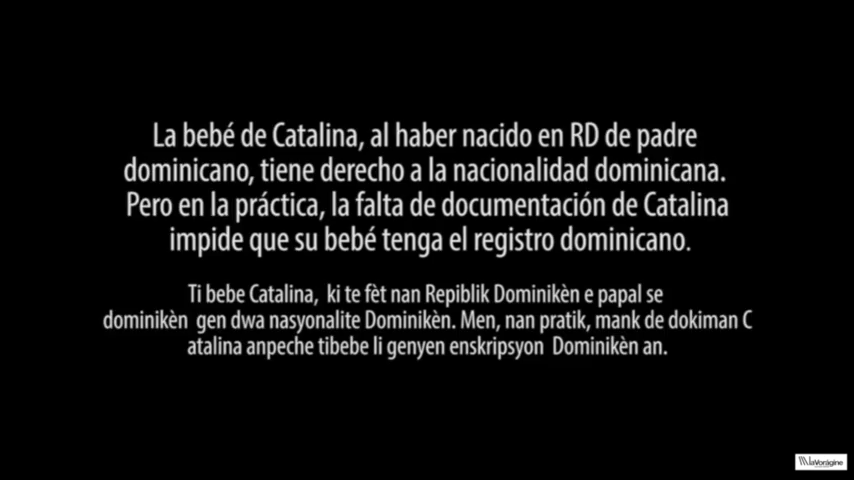 La bebé de Catalina, al haber nacido en RD de padre
dominicano, tiene derecho a la nacionalidad dominicana.
Pero en la práctica, la falta de documentación de Catalina
impide que su bebé tenga el registro dominicano.
Ti bebe Catalina, ki te fèt nan Repiblik Dominikèn e papal se
dominikèn gen dwa nasyonalite Dominikèn. Men, nan pratik, mank de dokiman C
atalina anpeche tibebe li genyen enskripsyon Dominikèn an.
laVorágine